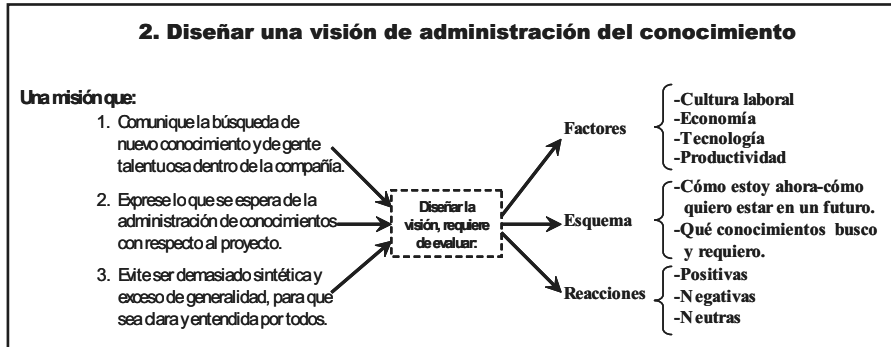 2. Diseñar una visión de administración del conocimiento
Una misión que:
1. Comunique la búsqueda de
nuevo conocimiento y de gente
talentuosa dentro de la compañía.
2. Exprese lo que se espera de la
administración de conocimientos
con respecto al proyecto.
3. Evite ser demasiado sintética y
exceso de generalidad, para que
sea clara y entendida por todos.
Diseñar la
visión, requiere
de evaluar:
Factores
-Cultura laboral
-Economía
-Tecnología
-Productividad
Esquema
-Cómo estoy ahora-cómo
quiero estar en un futuro.
-Qué conocimientos busco
y requiero.
Reacciones
-Positivas
-Negativas
-Neutras